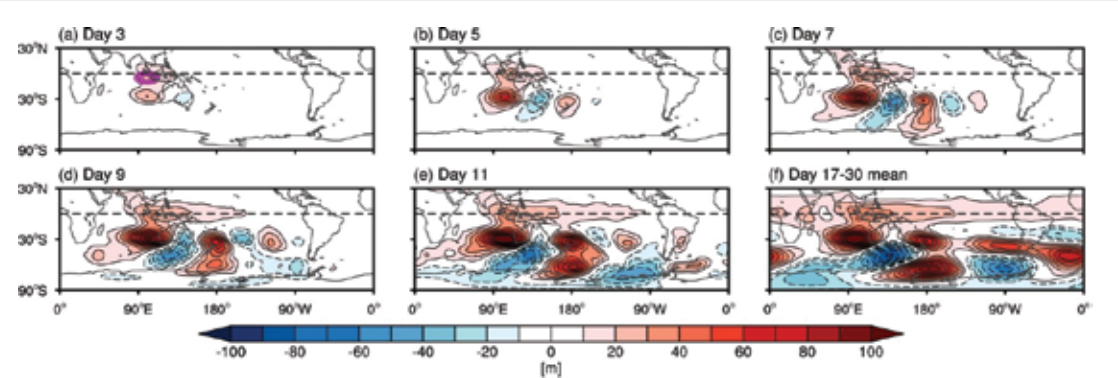 (a) Day 3 (b) Day 5 (c) Day 7
30°N
30°S
90°S
(d) Day 9 (e) Day 11 (f) Day 17-30 mean
30°N
30°S
90°S
0° 90°E 180° 90°W 0° 90°E 180° 90°W 0° 90°E 180° 90°W 0°
-100 -80 -60 -40 -20 0 20 40 60 80 100
[m]